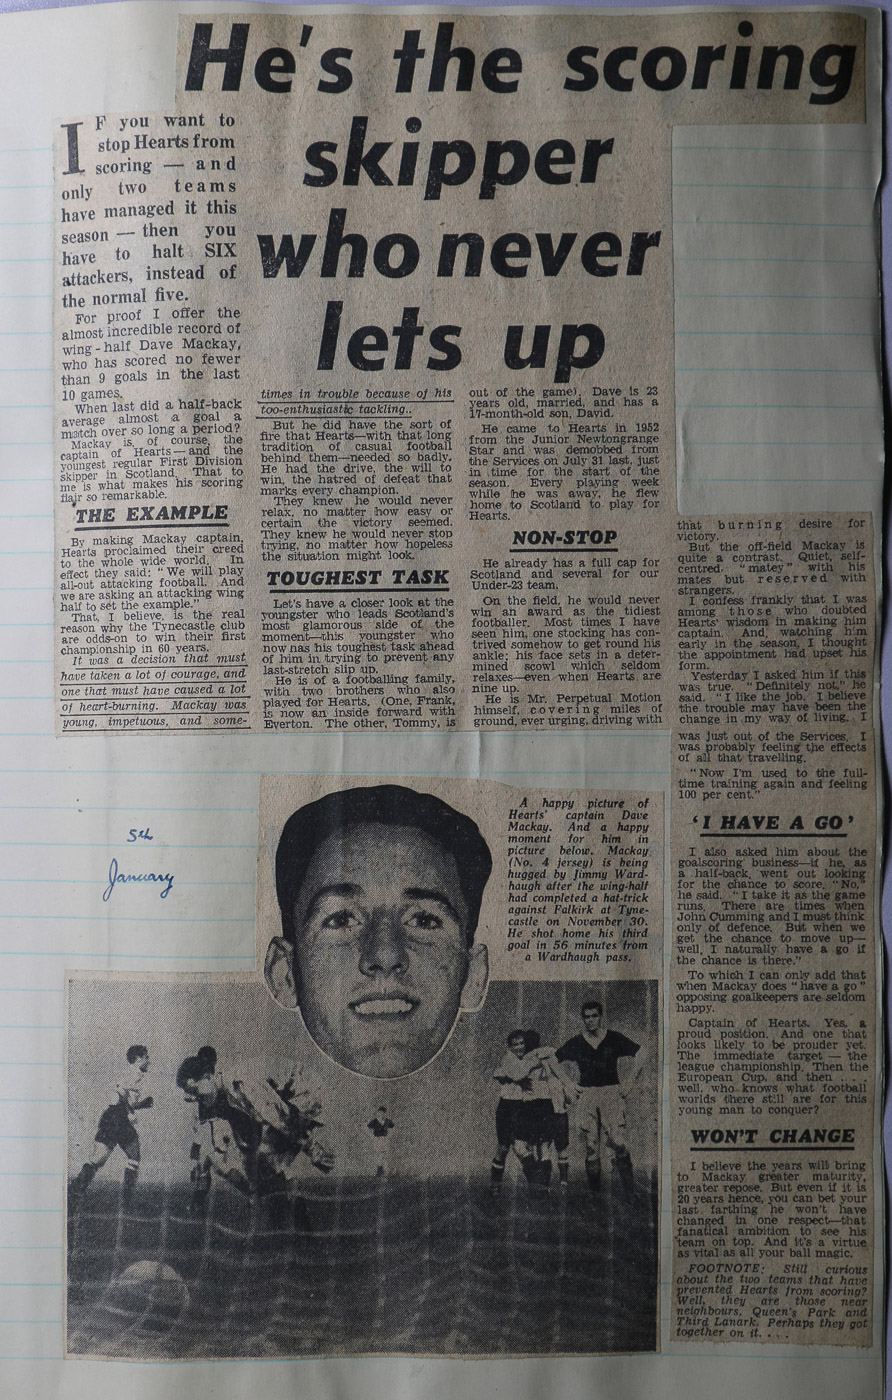 He's the scoring
skipper
who never
lets up
IF you want to
stop Hearts from
scoring — and
only two teams
have managed it this
season — then you
have to halt SIX
attackers, instead of
the normal five.
For proof I offer the
almost incredible record of
wing-half Dave Mackay,
who has scored no fewer
than 9 goals in the last
10 games.
When last did a half-back
average almost a goal a
match over so long a period?
Mackay is, of course, the
captain of Hearts—and the
youngest regular First Division
skipper in Scotland. That to
me is what makes his scoring
flair so remarkable.
THE EXAMPLE
By making Mackay captain,
Hearts proclaimed their creed
to the whole wide world. In
effect they said: "We will play
all-out attacking football. And
we are asking an attacking wing
half to set the example."
That, I believe, is the real
reason why the Tynecastle club
are odds-on to win their first
championship in 60 years.
It was a decision that must
have taken a lot of courage, and
one that must have caused a lot
of heart-burning. Mackay was
young, impetuous, and some-
times in trouble because of his
too-enthusiastic tackling..
But he did have the sort of
fire that Hearts—with that long
tradition of casual football
behind them—needed so badly.
He had the drive, the will to
win, the hatred of defeat that
marks every champion.
They knew he would never
relax, no matter how easy or
certain the victory seemed.
They knew he would never stop
trying, no matter how hopeless
the situation might look.
TOUGHEST TASK
Let's have a closer look at the
youngster who leads Scotland's
most glamorous side of the
moment—this youngster who
now has his toughest task ahead
of him in trying to prevent any
last-stretch slip up.
He is of a footballing family,
with two brothers who also
played for Hearts. (One, Frank,
is now an inside forward with
Everton. The other, Tommy, is
out of the game). Dave is 23
years old, married, and has a
17-month-old son, David.
He came to Hearts in 1952
from the Junior Newtongrange
Star and was demobbed from
the Services on July 31 last, just
in time for the start of the
season. Every playing week
while he was away, he flew
home to Scotland to play for
Hearts.
NON-STOP
He already has a full cap for
Scotland and several for our
Under-23 team.
On the field, he would never
win an award as the tidiest
footballer. Most times I have
seen him, one stocking has con-
trived somehow to get round his
ankle; his face sets in a deter-
mined scowl which seldom
relaxes—even when Hearts are
nine up.
He is Mr. Perpetual Motion
himself, covering miles of
ground, ever urging, driving with
that burning desire for
victory.
But the off-field Mackay is
quite a contrast. Quiet, self-
centred, "matey" with his
mates but reserved with
strangers.
I confess frankly that I was
among those who doubted
Hearts' wisdom in making him
captain. And, watching him
early in the season, I thought
the appointment had upset his
form.
Yesterday I asked him if this
was true. "Definitely not," he
said. "I like the job. I believe
the trouble may have been the
change in my way of living. I
was just out of the Services. I
was probably feeling the effects
of all that travelling.
"Now I'm used to the full-
time training again and feeling
100 per cent."
'I HAVE A GO'
I also asked him about the
goalscoring business—if he, as
a half-back, went out looking
for the chance to score. "No,"
he said. "I take it as the game
runs. There are times when
John Cumming and I must think
only of defence. But when we
get the chance to move up—
well, I naturally have a go if
the chance is there."
To which I can only add that
when Mackay does "have a go"
opposing goalkeepers are seldom
happy.
Captain of Hearts. Yes, a
proud position. And one that
looks likely to be prouder yet.
The immediate target — the
league championship. Then the
European Cup, and then . . .
well, who knows what football
worlds there still are for this
young man to conquer?
WON'T CHANGE
I believe the years will bring
to Mackay greater maturity,
greater repose. But even if it is
20 years hence, you can bet your
last farthing he won't have
changed in one respect—that
fanatical ambition to see his
team on top. And it's a virtue
as vital as all your ball magic.
FOOTNOTE: Still curious
about the two teams that have
prevented Hearts from scoring?
Well, they are those near
neighbours, Queen's Park and
Third Lanark. Perhaps they got
together on it. . . .
A happy picture of
Hearts' captain Dave
Mackay. And a happy
moment for him in
picture below. Mackay
(No. 4 jersey) is being
hugged by Jimmy Ward-
haugh after the wing-half
had completed a hat-trick
against Falkirk at Tyne-
castle on November 30.
He shot home his third
goal in 56 minutes from
a Wardhaugh pass.
5th
January